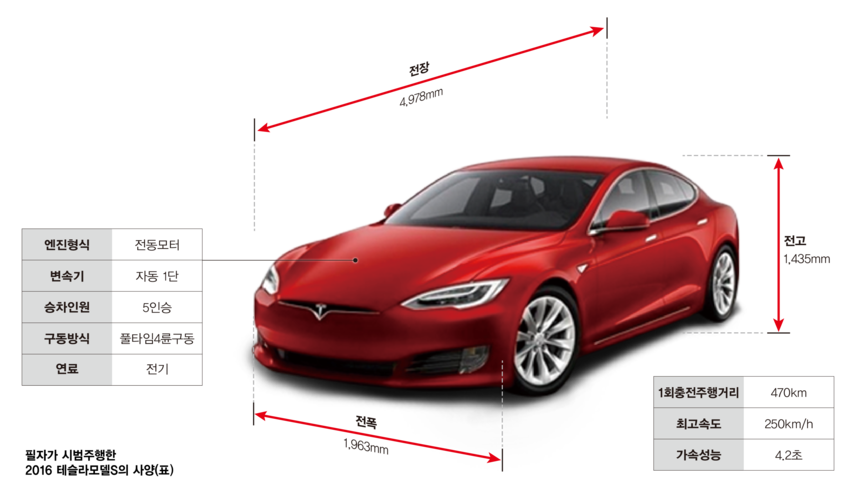 전장
4,978mm
전고
1,435mm
엔진형식 전동모터
변속기 자동 1단
승차인원 5인승
구동방식 풀타임4륜구동
연료 전기
1회충전주행거리 470km
최고속도 250km/h
가속성능 4.2초
전폭
1,963mm
필자가 시범주행한
2016 테슬라모델S의 사양(표)